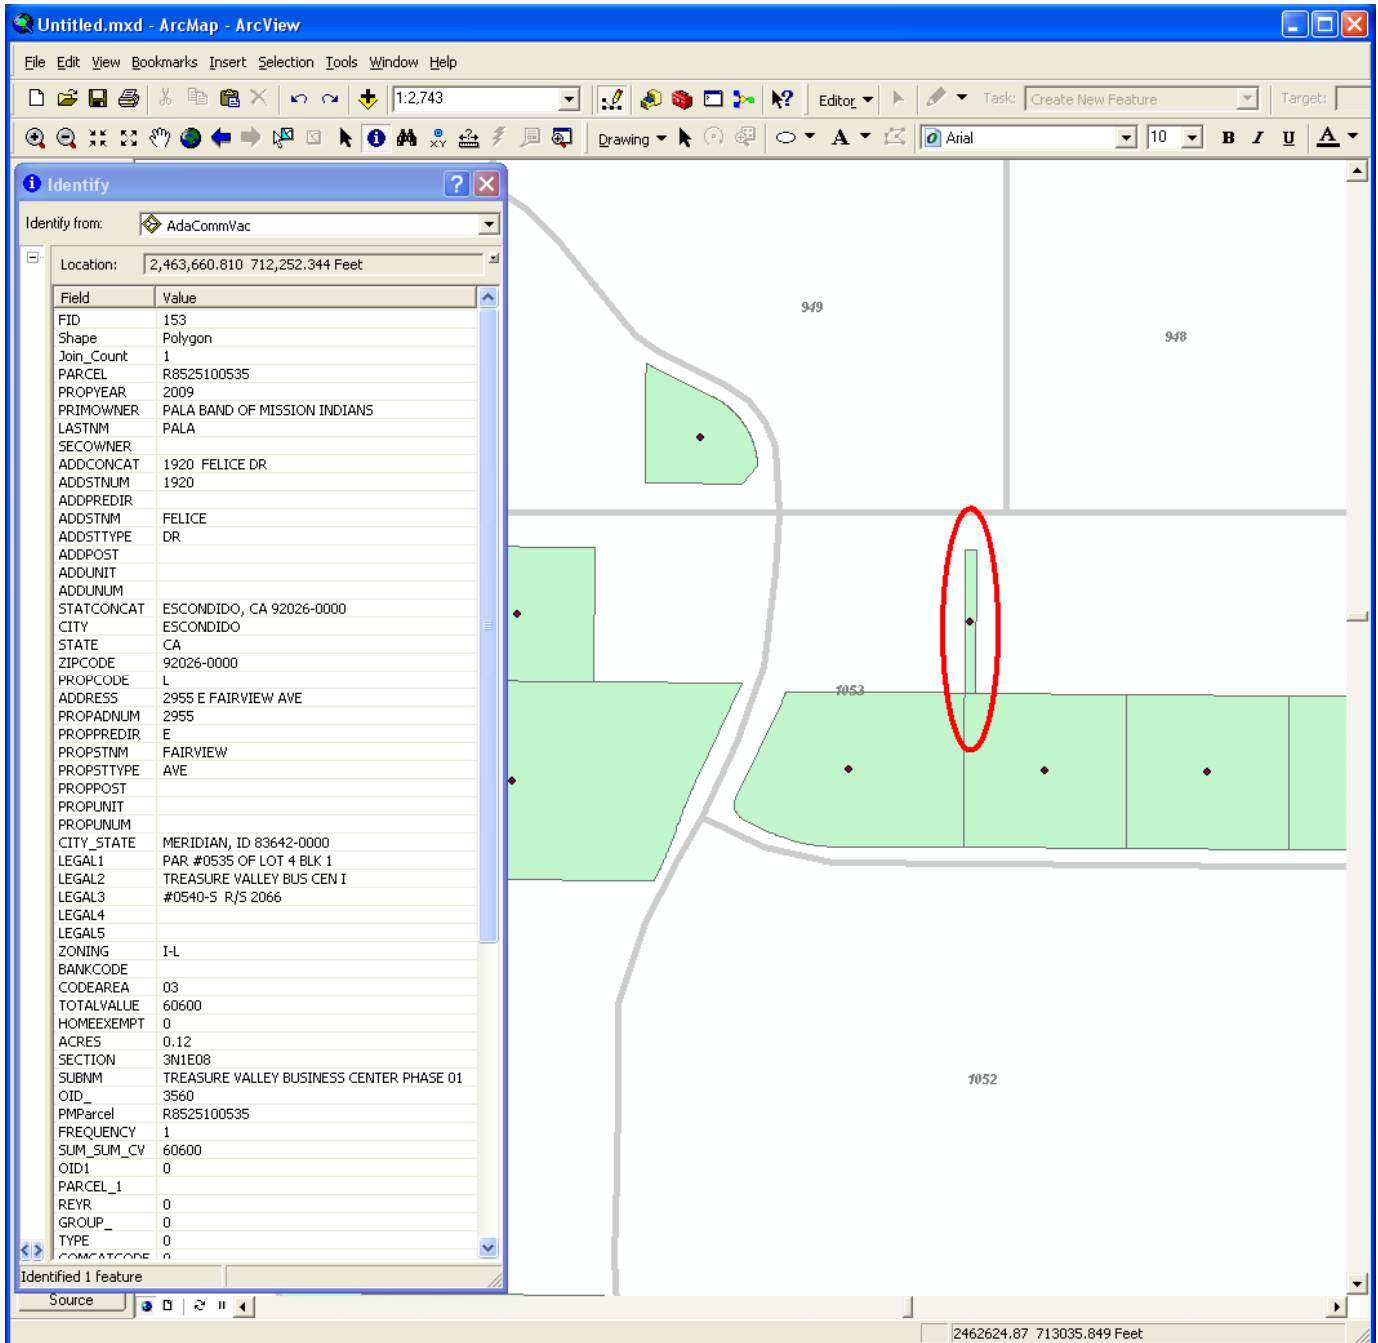 Untitled.mxd - ArcMap - ArcView
File Edit View Bookmarks Insert Selection Tools Window Help
1:2,743 Editor Task: Create New Feature Target:
Drawing A Arial 10 B I U A
Identify
Identify from: AdaCommVac
Location: 2,463,660.810 712,252.344 Feet
Field Value
FID 153
Shape Polygon
Join_Count 1
PARCEL R8525100535
PROPYEAR 2009
PRIMOWNER PALA BAND OF MISSION INDIANS
LASTNM PALA
SECOWNER
ADDCONCAT 1920 FELICE DR
ADDSTNUM 1920
ADDPREDIR
ADDSTNM FELICE
ADDSTTYPE DR
ADDPOST
ADDUNIT
ADDUNUM
STATCONCAT ESCONDIDO, CA 92026-0000
CITY ESCONDIDO
STATE CA
ZIPCODE 92026-0000
PROPCODE L
ADDRESS 2955 E FAIRVIEW AVE
PROPADNUM 2955
PROPPREDIR E
PROPSTNM FAIRVIEW
PROPSTTYPE AVE
PROPPOST
PROPUNIT
PROPUNUM
CITY_STATE MERIDIAN, ID 83642-0000
LEGAL1 PAR #0535 OF LOT 4 BLK 1
LEGAL2 TREASURE VALLEY BUS CEN I
LEGAL3 #0540-S R/S 2066
LEGAL4
LEGAL5
ZONING I-L
BANKCODE
CODEAREA 03
TOTALVALUE 60600
HOMEEXEMPT 0
ACRES 0.12
SECTION 3N1E08
SUBNM TREASURE VALLEY BUSINESS CENTER PHASE 01
OID_ 3560
PMParcel R8525100535
FREQUENCY 1
SUM_SUM_CV 60600
OID1 0
PARCEL_1
REYR 0
GROUP_ 0
TYPE 0
COMCATCODE 0
Identified 1 feature
949
948
1053
1052
Source
2462624.87 713035.849 Feet